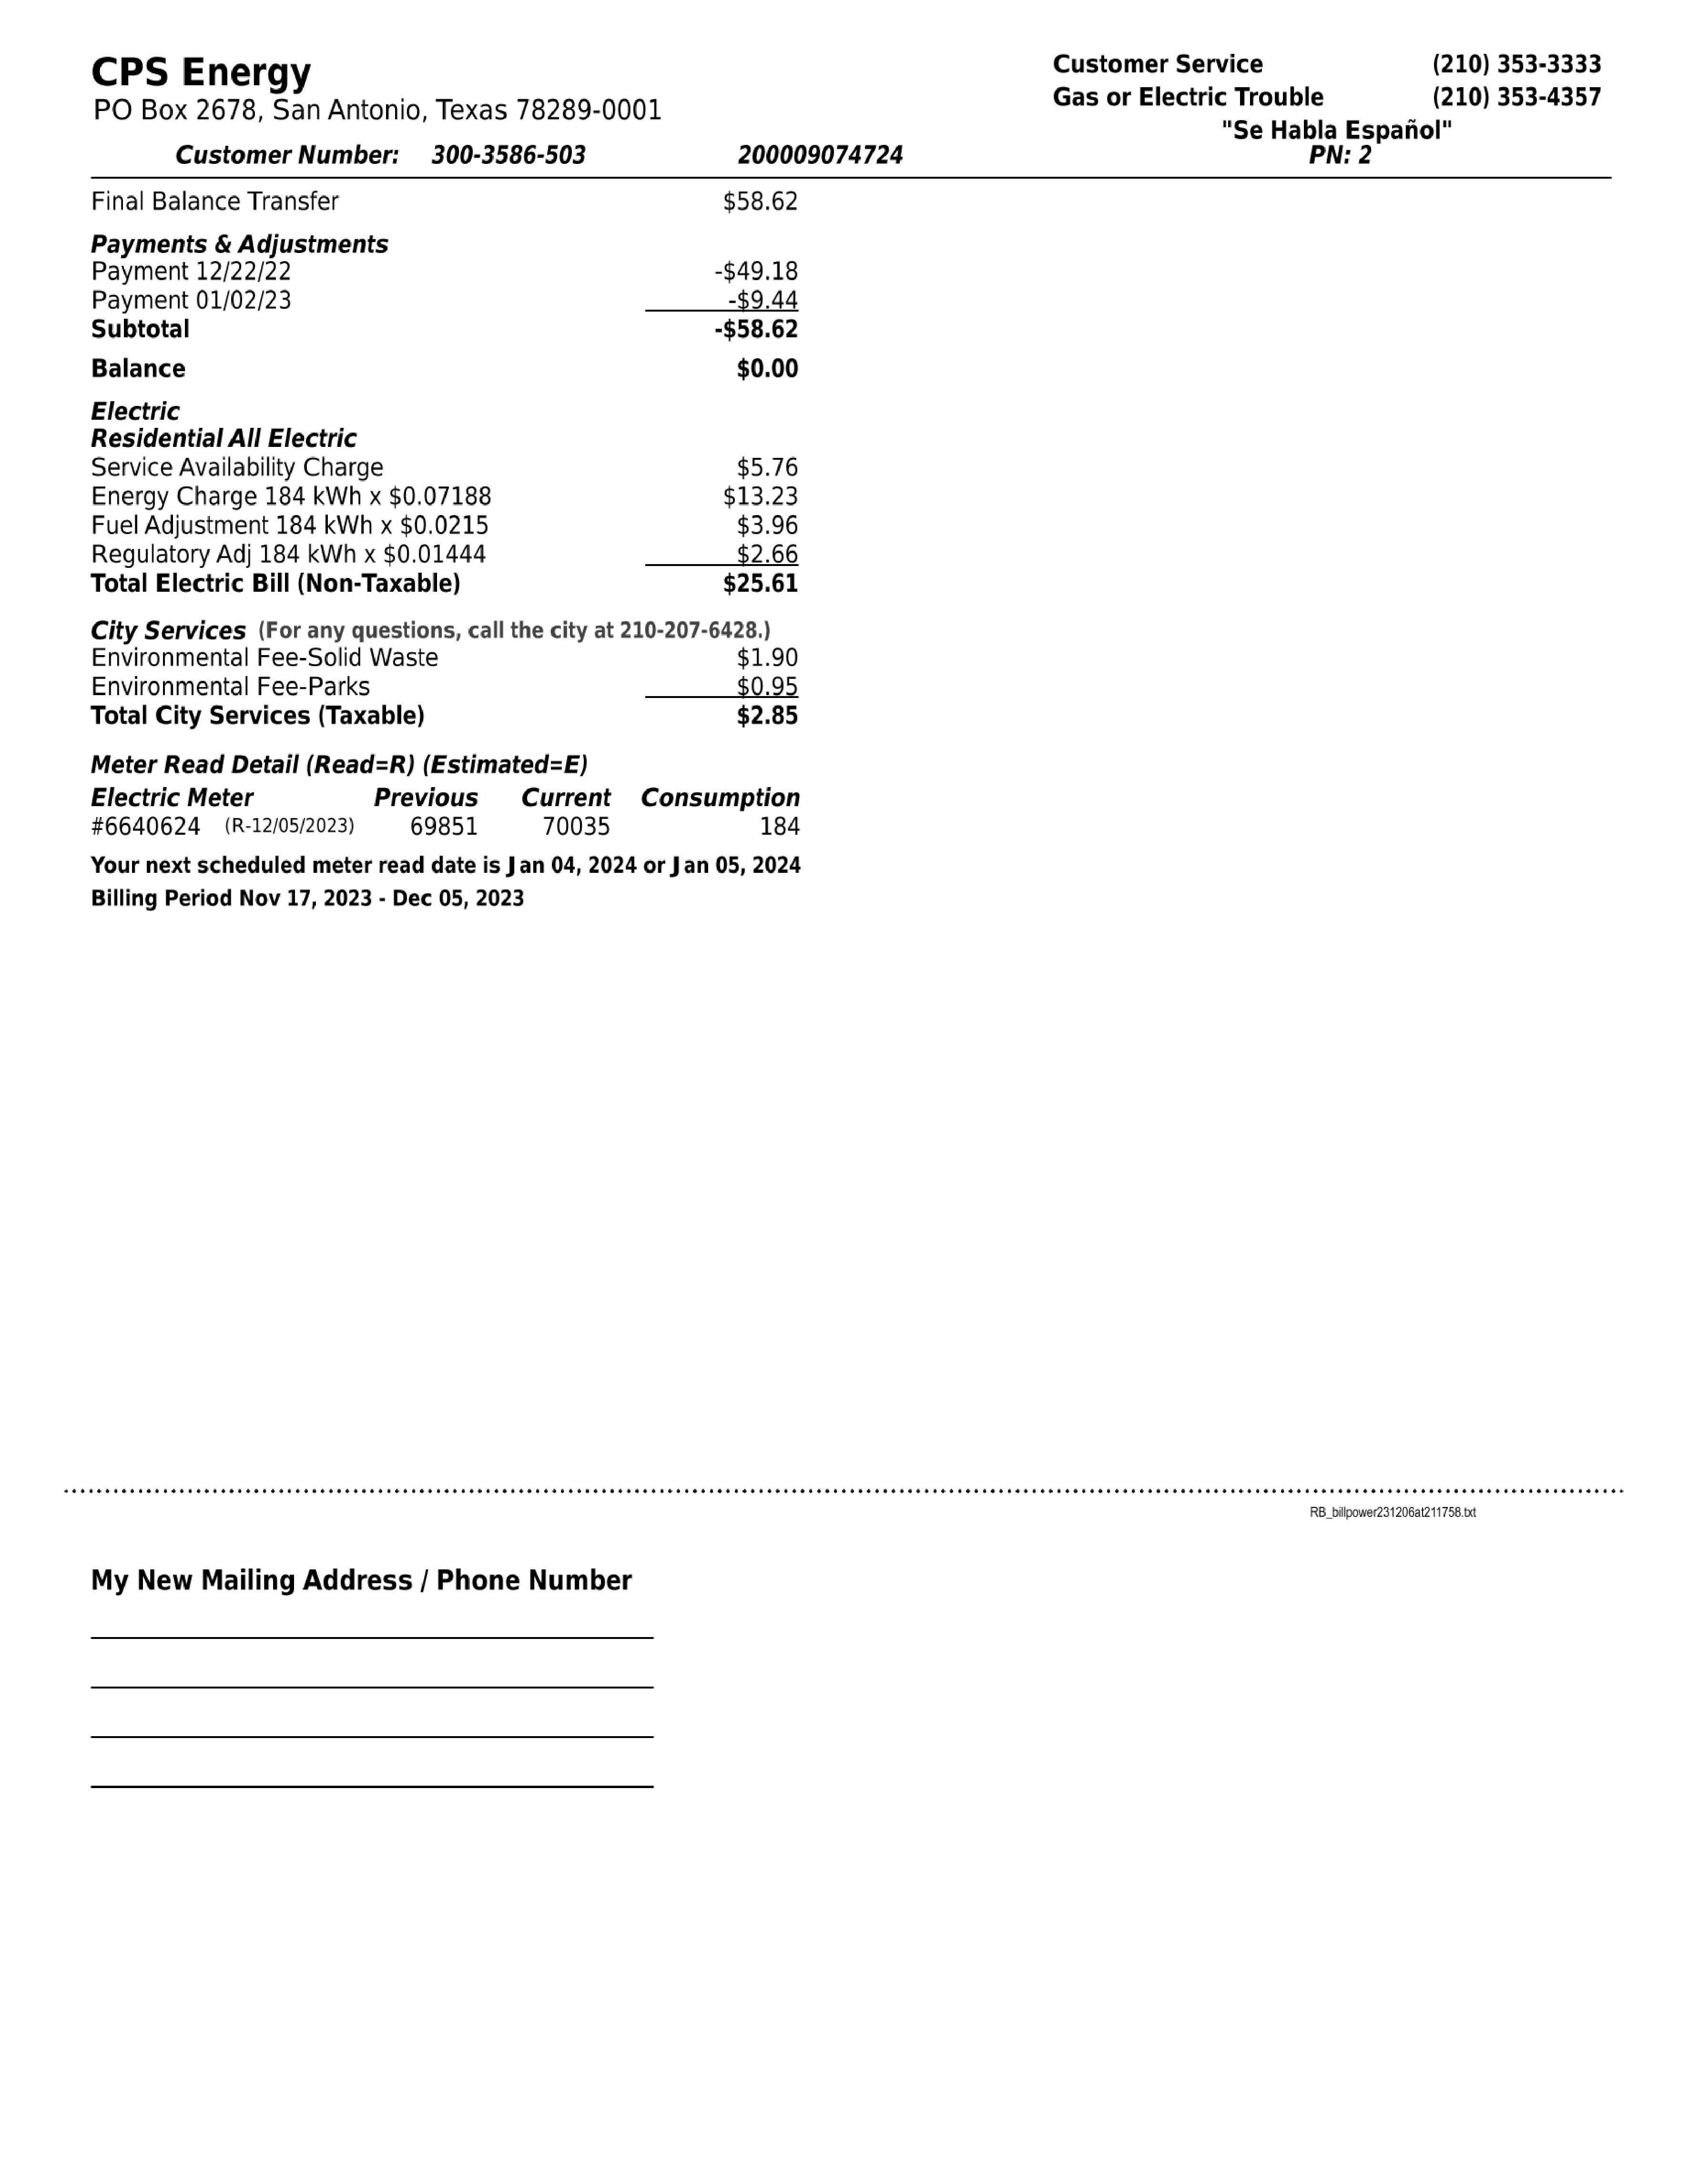 CPS Energy
PO Box 2678, San Antonio, Texas 78289-0001
Customer Service (210) 353-3333
Gas or Electric Trouble (210) 353-4357
"Se Habla Español"
Customer Number: 300-3586-503 200009074724 PN: 2
Final Balance Transfer $58.62
Payments & Adjustments
Payment 12/22/22 -$49.18
Payment 01/02/23 -$9.44
Subtotal -$58.62
Balance $0.00
Electric
Residential All Electric
Service Availability Charge $5.76
Energy Charge 184 kWh x $0.07188 $13.23
Fuel Adjustment 184 kWh x $0.0215 $3.96
Regulatory Adj 184 kWh x $0.01444 $2.66
Total Electric Bill (Non-Taxable) $25.61
City Services (For any questions, call the city at 210-207-6428.)
Environmental Fee-Solid Waste $1.90
Environmental Fee-Parks $0.95
Total City Services (Taxable) $2.85
Meter Read Detail (Read=R) (Estimated=E)
Electric Meter Previous Current Consumption
#6640624 (R-12/05/2023) 69851 70035 184
Your next scheduled meter read date is Jan 04, 2024 or Jan 05, 2024
Billing Period Nov 17, 2023 - Dec 05, 2023
RB_billpower231206at211758.txt
My New Mailing Address / Phone Number